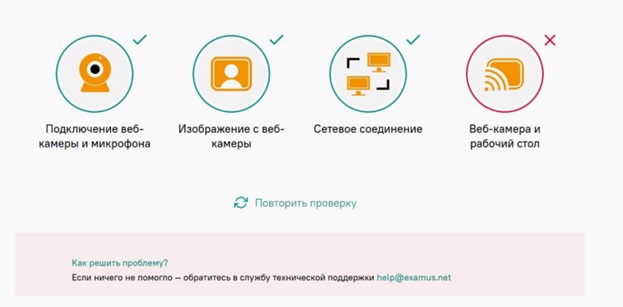 Подключение веб-
камеры и микрофона
Изображение с веб-
камеры
Сетевое соединение
Веб-камера и
рабочий стол
Повторить проверку
Как решить проблему?
Если ничего не помогло — обратитесь в службу технической поддержки help@examus.net